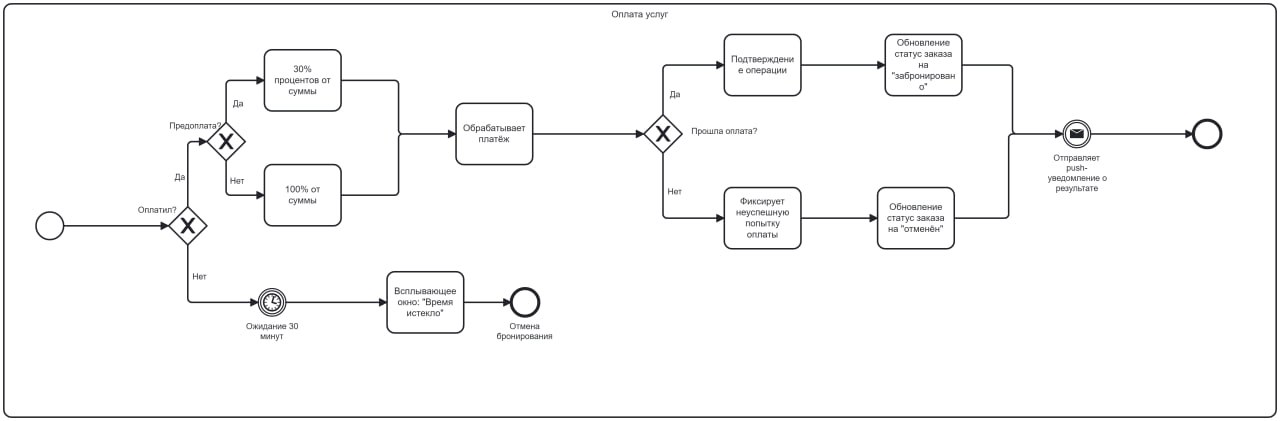 Оплата услуг
30%
процентов от
суммы
Да
Предоплата?
Нет
100% от
суммы
Да
Оплатил?
Нет
Ожидание 30
минут
Всплывающее
окно: "Время
истекло"
Отмена
бронирования
Обрабатывает
платёж
Прошла оплата?
Да
Подтверждени
е операции
Обновление
статус заказа
на
"забронирован
о"
Нет
Фиксирует
неуспешную
попытку
оплаты
Обновление
статус заказа
на "отменён"
Отправляет
push-
уведомление о
результате